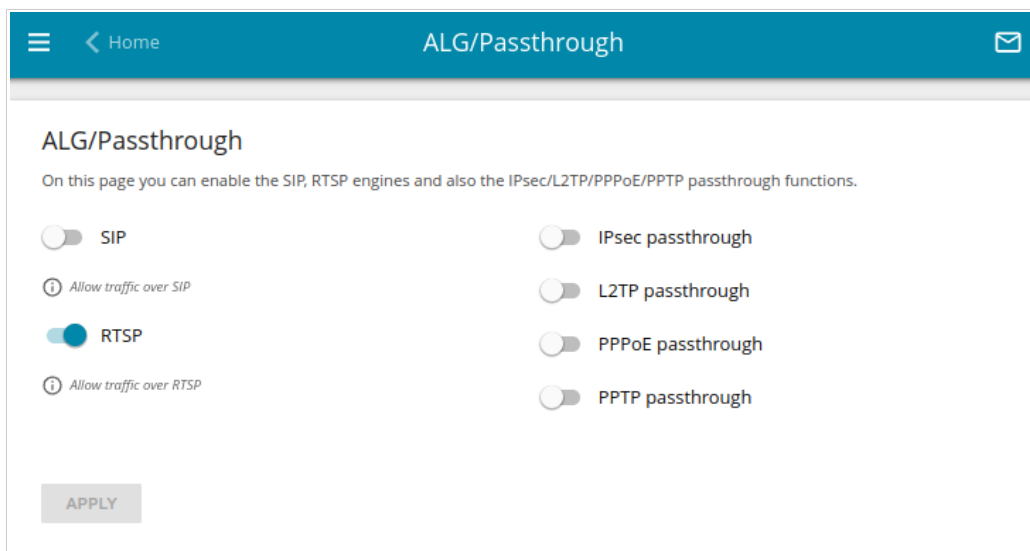 Home
ALG/Passthrough
ALG/Passthrough
On this page you can enable the SIP, RTSP engines and also the IPsec/L2TP/PPPoE/PPTP passthrough functions.
SIP
Allow traffic over SIP
RTSP
Allow traffic over RTSP
IPsec passthrough
L2TP passthrough
PPPoE passthrough
PPTP passthrough
APPLY